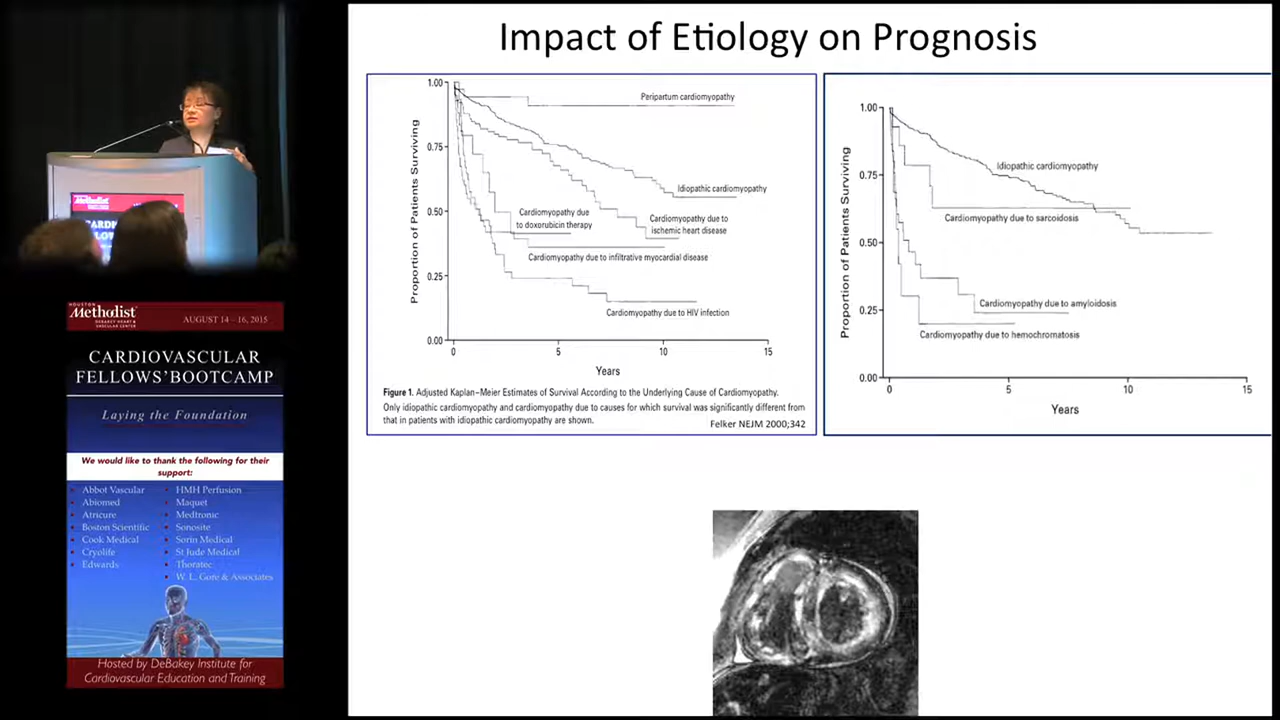 Impact of Etiology on Prognosis
1.00
0.75
0.50
0.25
0.00
Proportion of Patients Surviving
Peripartum cardiomyopathy
Idiopathic cardiomyopathy
Cardiomyopathy due
to doxorubicin therapy
Cardiomyopathy due to
ischemic heart disease
Cardiomyopathy due to infiltrative myocardial disease
Cardiomyopathy due to HIV infection
0 5 10 15
Years
Figure 1. Adjusted Kaplan–Meier Estimates of Survival According to the Underlying Cause of Cardiomyopathy.
Only idiopathic cardiomyopathy and cardiomyopathy due to causes for which survival was significantly different from
that in patients with idiopathic cardiomyopathy are shown.
Felker NEJM 2000;342
1.00
0.75
0.50
0.25
0.00
Proportion of Patients Surviving
Idiopathic cardiomyopathy
Cardiomyopathy due to sarcoidosis
Cardiomyopathy due to amyloidosis
Cardiomyopathy due to hemochromatosis
0 5 10 15
Years
Methodist
HOUSTON
Methodist
DEBAKEY HEART &
VASCULAR CENTER
AUGUST 14 – 16, 2015
CARDIOVASCULAR
FELLOWS'BOOTCAMP
Laying the Foundation
We would like to thank the following for their
support:
• Abbot Vascular
• Abiomed
• Atricure
• Boston Scientific
• Cook Medical
• Cryolife
• Edwards
• HMH Perfusion
• Maquet
• Medtronic
• Sonosite
• Sorin Medical
• St Jude Medical
• Thoratec
• W. L. Gore & Associates
Hosted by DeBakey Institute for
Cardiovascular Education and Training